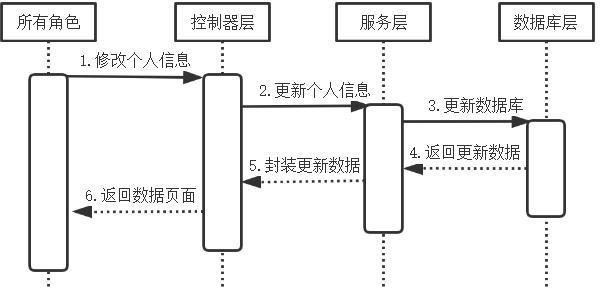 所有角色
控制器层
服务层
数据库层
1.修改个人信息
2.更新个人信息
3.更新数据库
4.返回更新数据
5.封装更新数据
6.返回数据页面